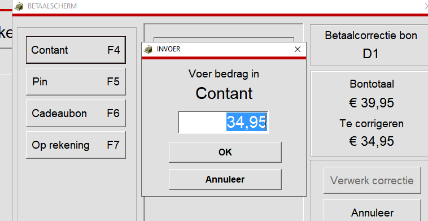 BETAALSCHERM
Contant F4
Pin F5
Cadeaubon F6
Op rekening F7
INVOER
Voer bedrag in
Contant
34,95
OK
Annuleer
Betaalcorrectie bon
D1
Bontotaal
€ 39,95
Te corrigeren
€ 34,95
Verwerk correctie
Annuleer